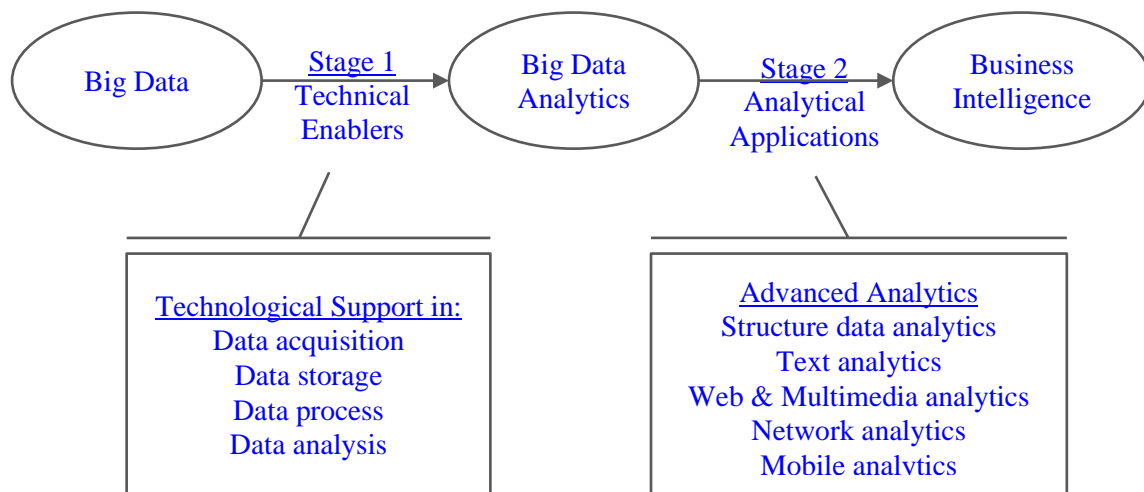 Big Data
Stage 1
Technical
Enablers
Big Data
Analytics
Stage 2
Analytical
Applications
Business
Intelligence
Technological Support in:
Data acquisition
Data storage
Data process
Data analysis
Advanced Analytics
Structure data analytics
Text analytics
Web & Multimedia analytics
Network analytics
Mobile analytics